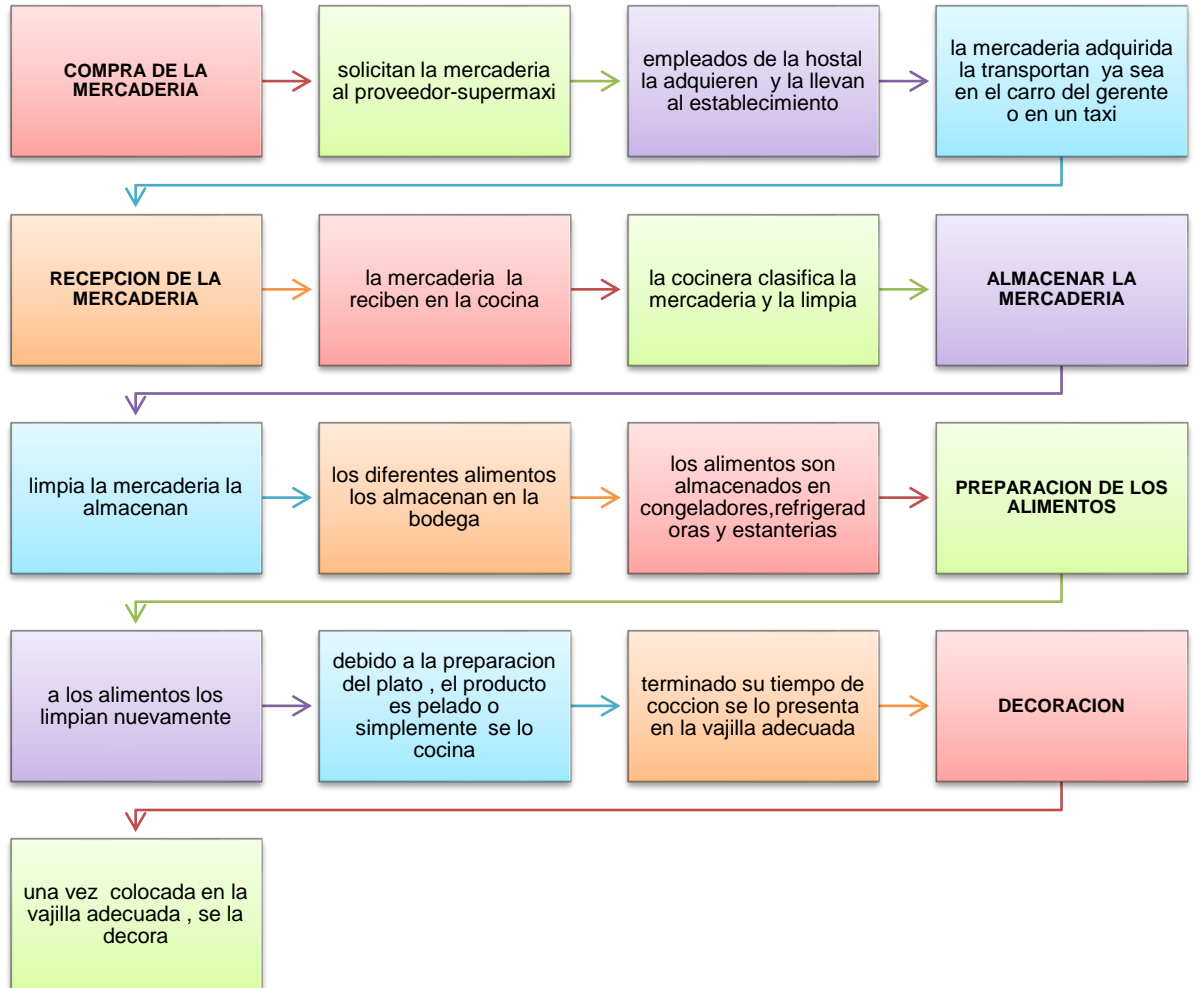 COMPRA DE LA
MERCADERIA
solicitan la mercaderia
al proveedor-supermaxi
empleados de la hostal
la adquieren y la llevan
al establecimiento
la mercaderia adquirida
la transportan ya sea
en el carro del gerente
o en un taxi
RECEPCION DE LA
MERCADERIA
la mercaderia la
reciben en la cocina
la cocinera clasifica la
mercaderia y la limpia
ALMACENAR LA
MERCADERIA
limpia la mercaderia la
almacenan
los diferentes alimentos
los almacenan en la
bodega
los alimentos son
almacenados en
congeladores,refrigerad
oras y estanterias
PREPARACION DE LOS
ALIMENTOS
a los alimentos los
limpian nuevamente
debido a la preparacion
del plato , el producto
es pelado o
simplemente se lo
cocina
terminado su tiempo de
coccion se lo presenta
en la vajilla adecuada
DECORACION
una vez colocada en la
vajilla adecuada , se la
decora